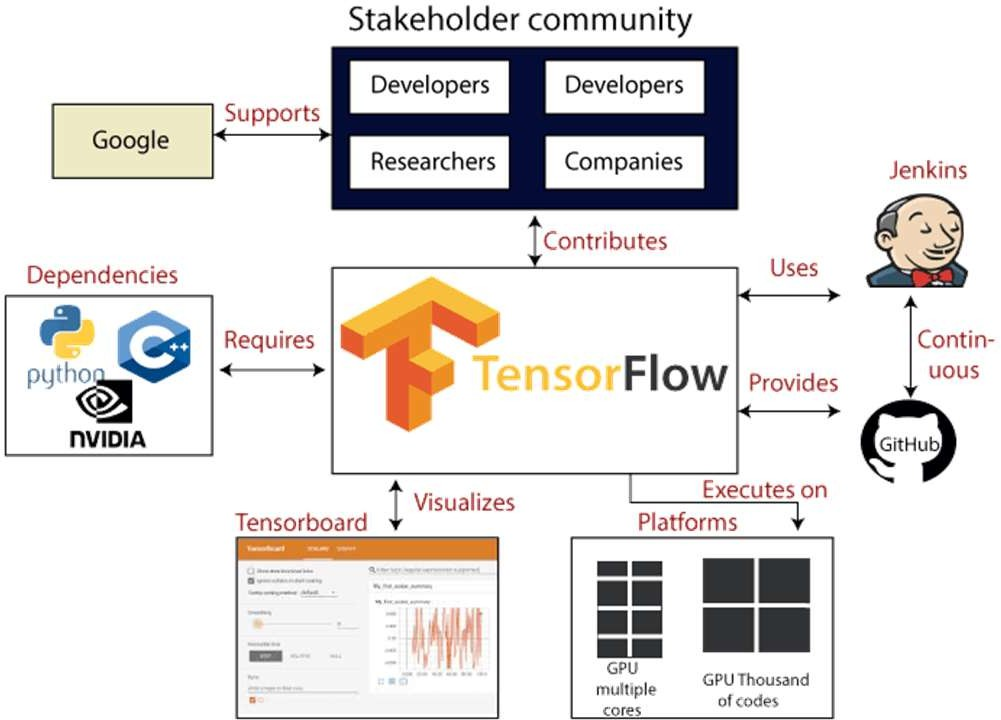 Stakeholder community
Developers
Developers
Researchers
Companies
Google
Supports
Contributes
Jenkins
Uses
Contin-
uous
Provides
GitHub
Dependencies
python
C++
NVIDIA
Requires
TensorFlow
Visualizes
Tensorboard
TensorBoard
Executes on
Platforms
GPU
multiple
cores
GPU Thousand
of codes